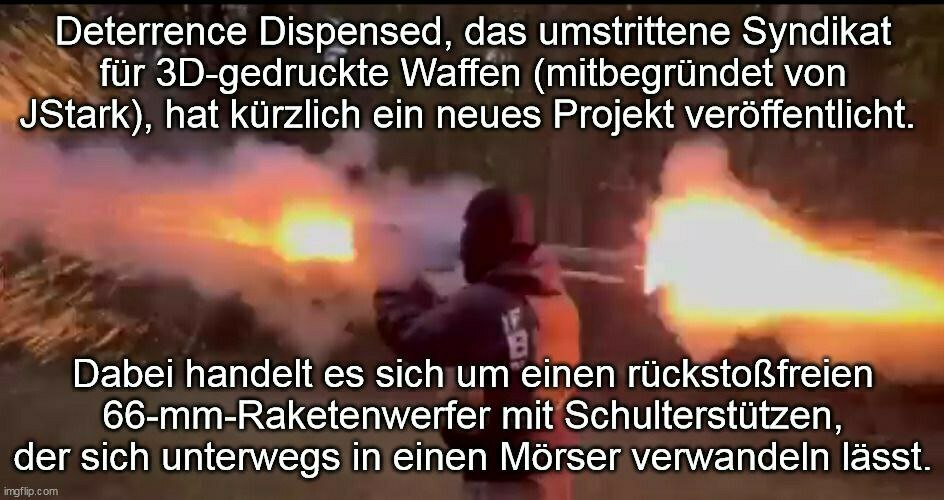 Deterrence Dispensed, das umstrittene Syndikat
für 3D-gedruckte Waffen (mitbegründet von
JStark), hat kürzlich ein neues Projekt veröffentlicht.
Dabei handelt es sich um einen rückstoßfreien
66-mm-Raketenwerfer mit Schulterstützen,
der sich unterwegs in einen Mörser verwandeln lässt.
imgflip.com